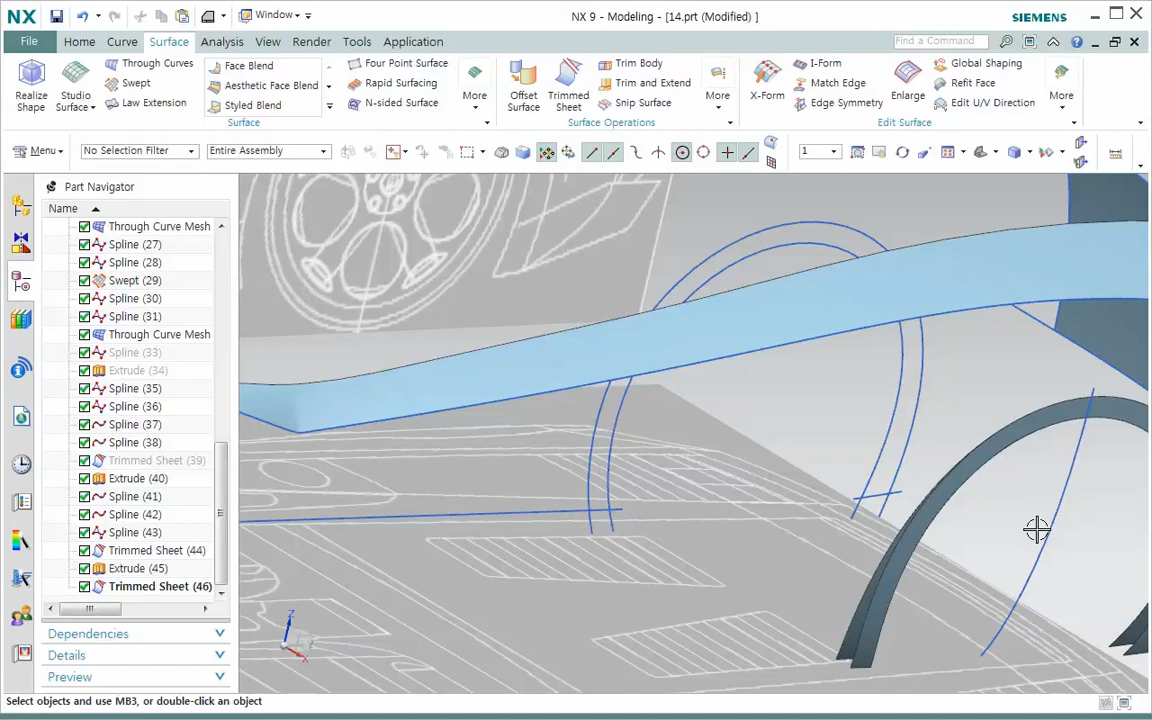 NX Window NX 9 - Modeling - [14.prt (Modified) ] SIEMENS
File Home Curve Surface Analysis View Render Tools Application Find a Command
Realize Shape
Studio Surface
Through Curves
Swept
Law Extension
Face Blend
Aesthetic Face Blend
Styled Blend
Four Point Surface
Rapid Surfacing
N-sided Surface
More
Surface
Offset Surface
Trimmed Sheet
Trim Body
Trim and Extend
Snip Surface
More
Surface Operations
X-Form
I-Form
Match Edge
Edge Symmetry
Enlarge
Global Shaping
Refit Face
Edit U/V Direction
More
Edit Surface
Menu No Selection Filter Entire Assembly 1
Part Navigator
Name
Through Curve Mesh
Spline (27)
Spline (28)
Swept (29)
Spline (30)
Spline (31)
Through Curve Mesh
Spline (33)
Extrude (34)
Spline (35)
Spline (36)
Spline (37)
Spline (38)
Trimmed Sheet (39)
Extrude (40)
Spline (41)
Spline (42)
Spline (43)
Trimmed Sheet (44)
Extrude (45)
Trimmed Sheet (46)
Dependencies
Details
Preview
Z
X
Select objects and use MB3, or double-click an object